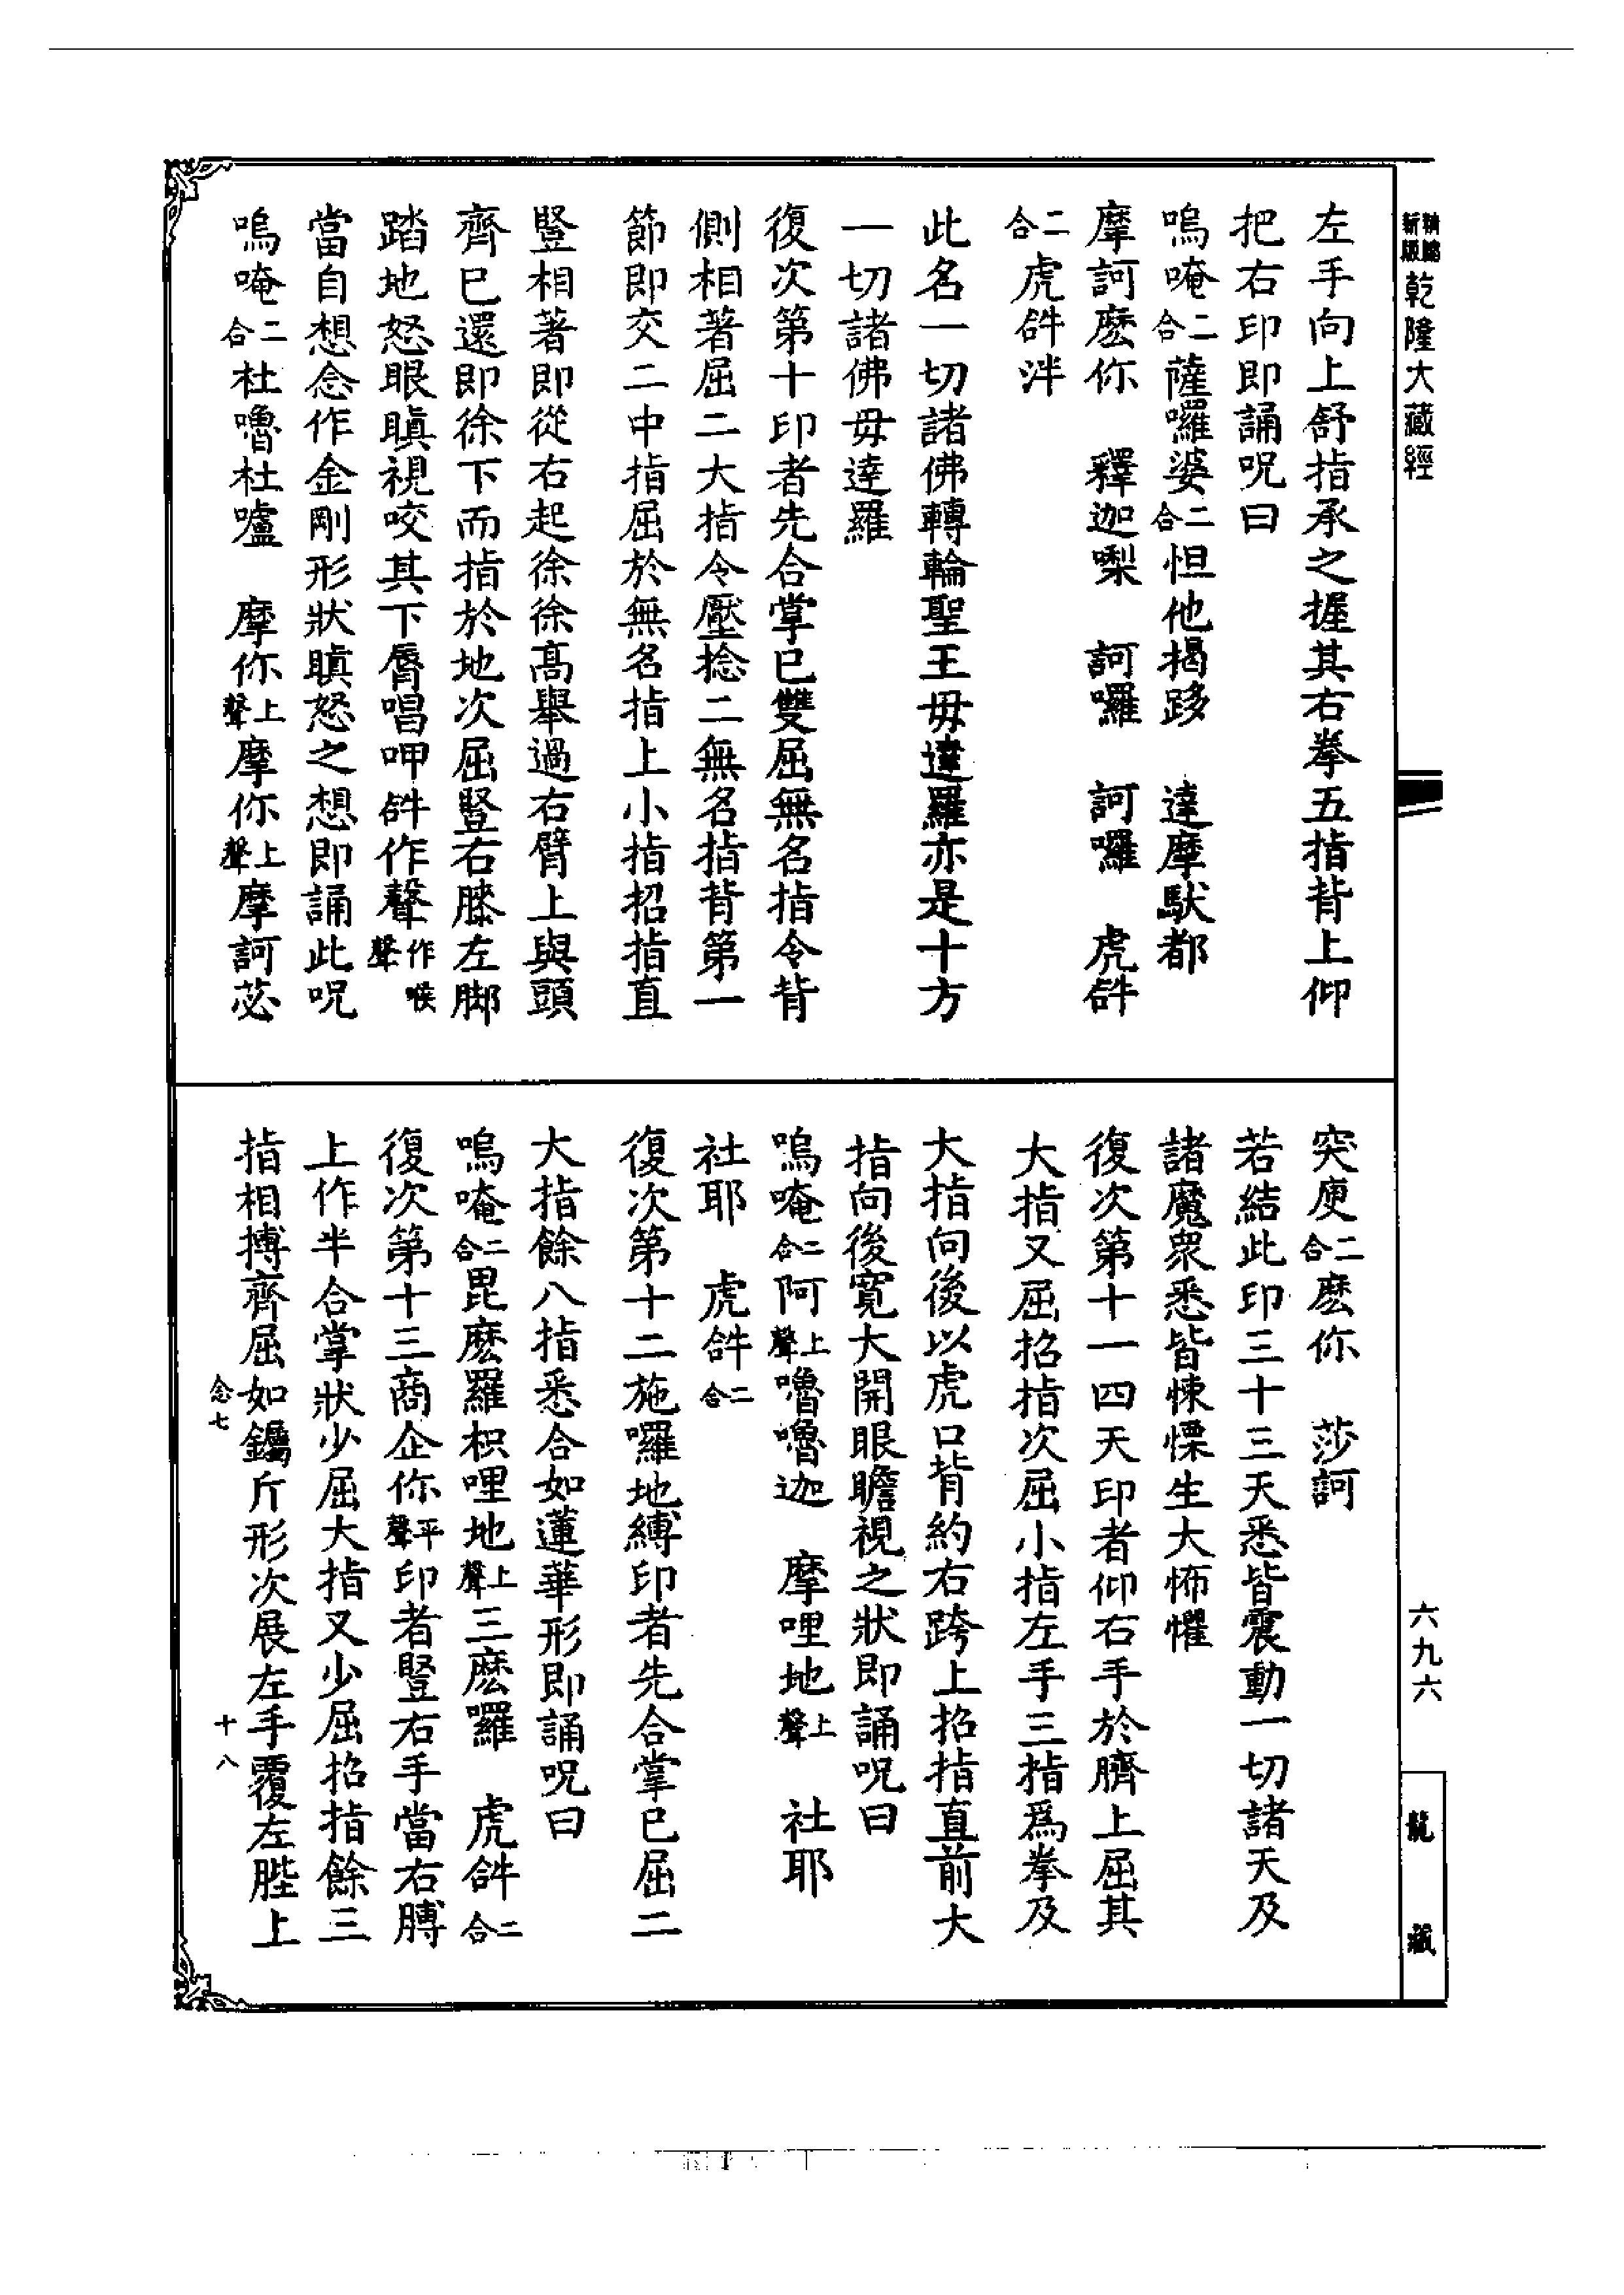 乾隆大藏經
左手向上舒指承之握其右拳五指背上仰
把右印即誦呪曰
嗚唵二合薩囉婆二合怛他揭跢　達摩馱都
摩訶麽你　釋迦㗚　訶囉　訶囉　虎𤙖
二合虎𤙖泮
此名一切諸佛轉輪聖王毋達羅亦是十方
一切諸佛毋達羅
復次第十印者先合掌已雙屈無名指令背
側相著屈二大指令壓捻二無名指背第一
節即交二中指屈於無名指上小指招指直
豎相著即從右起徐徐髙舉過右臂上與頭
齊已還即徐下而指於地次屈豎右膝左脚
踏地怒眼瞋視咬其下脣唱呷𤙖作聲作喉聲
當自想念作金剛形狀瞋怒之想即誦此呪
嗚唵二合杜嚕杜嚧　摩你上聲摩你上聲摩訶苾
突庾二合麽你　莎訶
若結此印三十三天悉皆震動一切諸天及
諸魔衆悉皆悚慄生大怖懼
復次第十一四天印者仰右手於臍上屈其
大指又屈招指次屈小指左手三指爲拳及
大指向後以虎口背約右跨上招指直前大
指向後寛大開眼瞻視之狀即誦呪曰
嗚唵二合阿上聲嚕嚕迦　摩哩地上聲　社耶
社耶　虎𤙖二合
復次第十二施囉地縛印者先合掌已屈二
大指餘八指悉合如蓮華形即誦呪曰
嗚唵二合毘麽羅枳哩地上聲三麽囉　虎𤙖二合
復次第十三商企你平聲印者豎右手當右膊
上作半合掌狀少屈大指又少屈招指餘三
指相搏齊屈如钃斤形次展左手覆左䏶上
念七　十八
六九六
龍藏